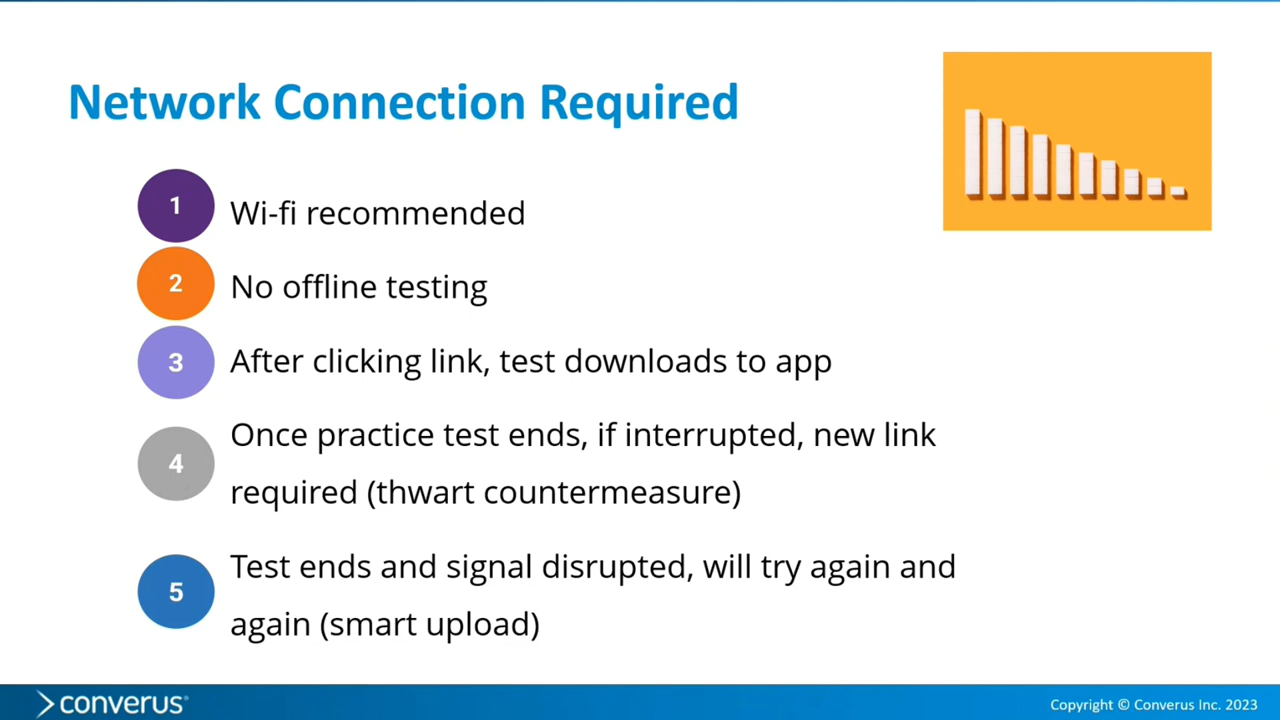 Network Connection Required
1 Wi-fi recommended
2 No offline testing
3 After clicking link, test downloads to app
4 Once practice test ends, if interrupted, new link
required (thwart countermeasure)
5 Test ends and signal disrupted, will try again and
again (smart upload)
converus®
Copyright © Converus Inc. 2023